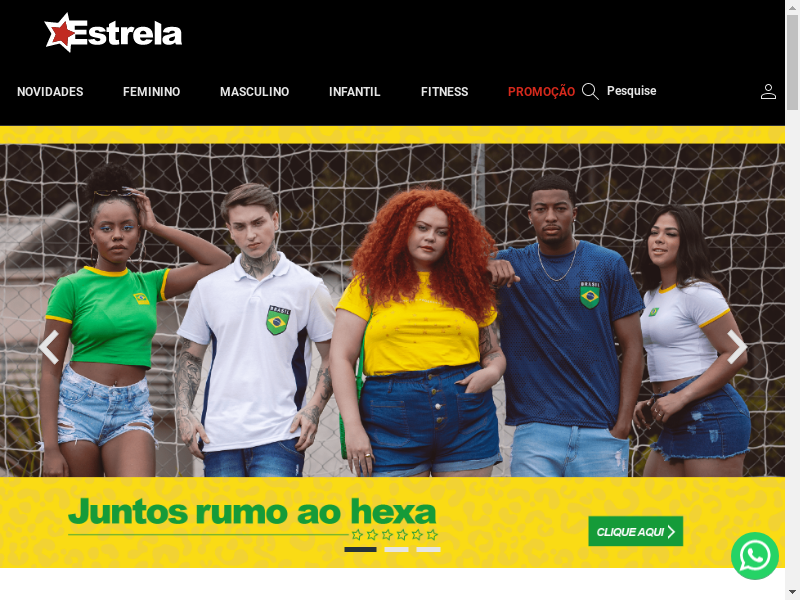 Estrela
NOVIDADES FEMININO MASCULINO INFANTIL FITNESS PROMOÇÃO Pesquise
BRASIL
BRASIL
Juntos rumo ao hexa
CLIQUE AQUI